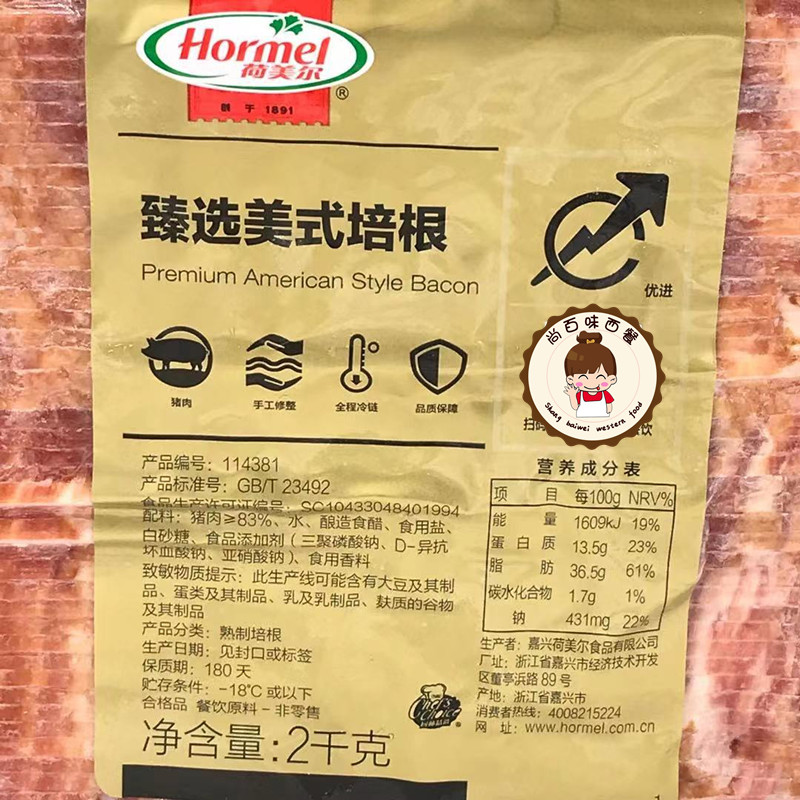 Hormel
荷美尔
®
创于1891
臻选美式培根
Premium American Style Bacon
优进
猪肉
手工修整
全程冷链
品质保障
尚百味西餐
Shang baiwei western food
扫
饮
产品编号：114381
产品标准号：GB/T 23492
食品生产许可证编号：SC10433048401994
配料：猪肉≥83%、水、酿造食醋、食用盐、
白砂糖、食品添加剂（三聚磷酸钠、D-异抗
坏血酸钠、亚硝酸钠）、食用香料
致敏物质提示：此生产线可能含有大豆及其制
品、蛋类及其制品、乳及乳制品、麸质的谷物
及其制品
产品分类：熟制培根
生产日期：见封口或标签
保质期：180天
贮存条件：-18℃或以下
合格品 餐饮原料－非零售
净含量：2千克
营养成分表
项 目 每100g NRV%
能 量 1609kJ 19%
蛋白质 13.5g 23%
脂 肪 36.5g 61%
碳水化合物 1.7g 1%
钠 431mg 22%
生产者：嘉兴荷美尔食品有限公司
厂址：浙江省嘉兴市经济技术开发
区董亭浜路89号
产地：浙江省嘉兴市
消费者热线：4008215224
网 址：www.hormel.com.cn
Chef's
Choice